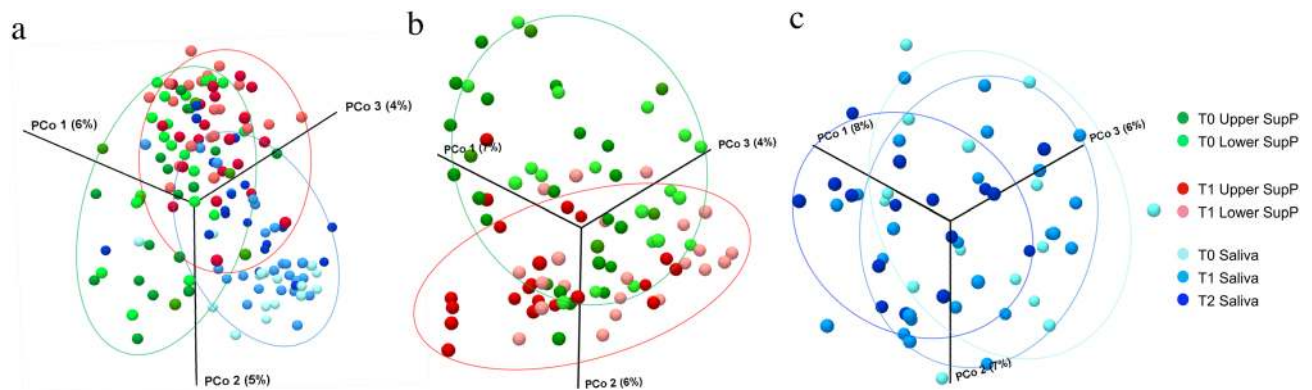 a
PCo 1 (6%)
PCo 3 (4%)
PCo 2 (5%)
b
PCo 1 (7%)
PCo 3 (4%)
PCo 2 (6%)
c
PCo 1 (8%)
PCo 3 (6%)
PCo 2 (7%)
T0 Upper SupP
T0 Lower SupP
T1 Upper SupP
T1 Lower SupP
T0 Saliva
T1 Saliva
T2 Saliva